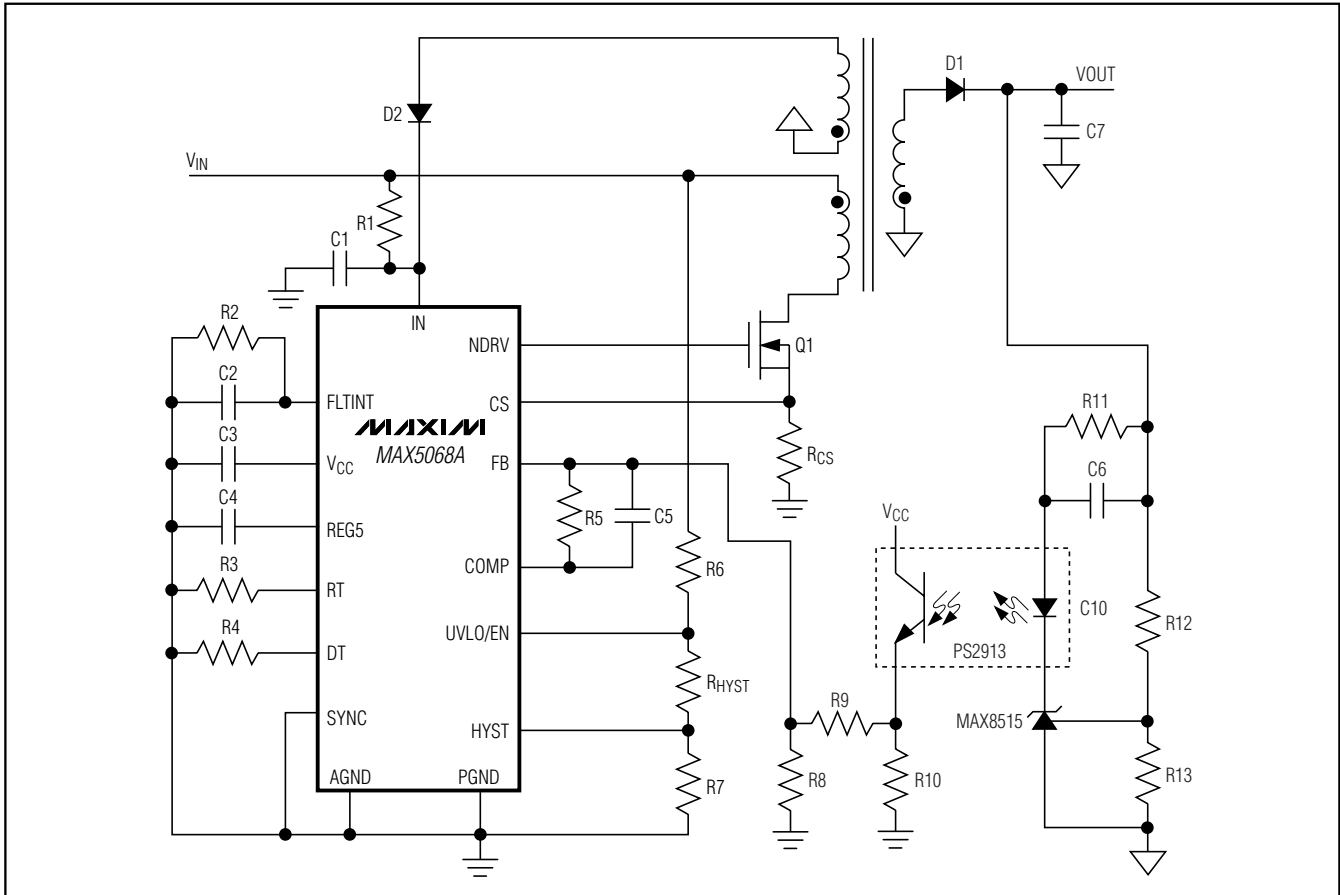 D1
VOUT
D2
C7
VIN
R1
C1
R2
IN
NDRV
Q1
C2
FLTINT
CS
R11
MAXIM
MAX5068A
RCS
C3
VCC
FB
C6
C4
VCC
R5
C5
REG5
R6
COMP
R3
RT
C10
R12
UVLO/EN
R4
DT
PS2913
RHYST
R9
SYNC
MAX8515
HYST
R13
AGND
PGND
R7
R8
R10